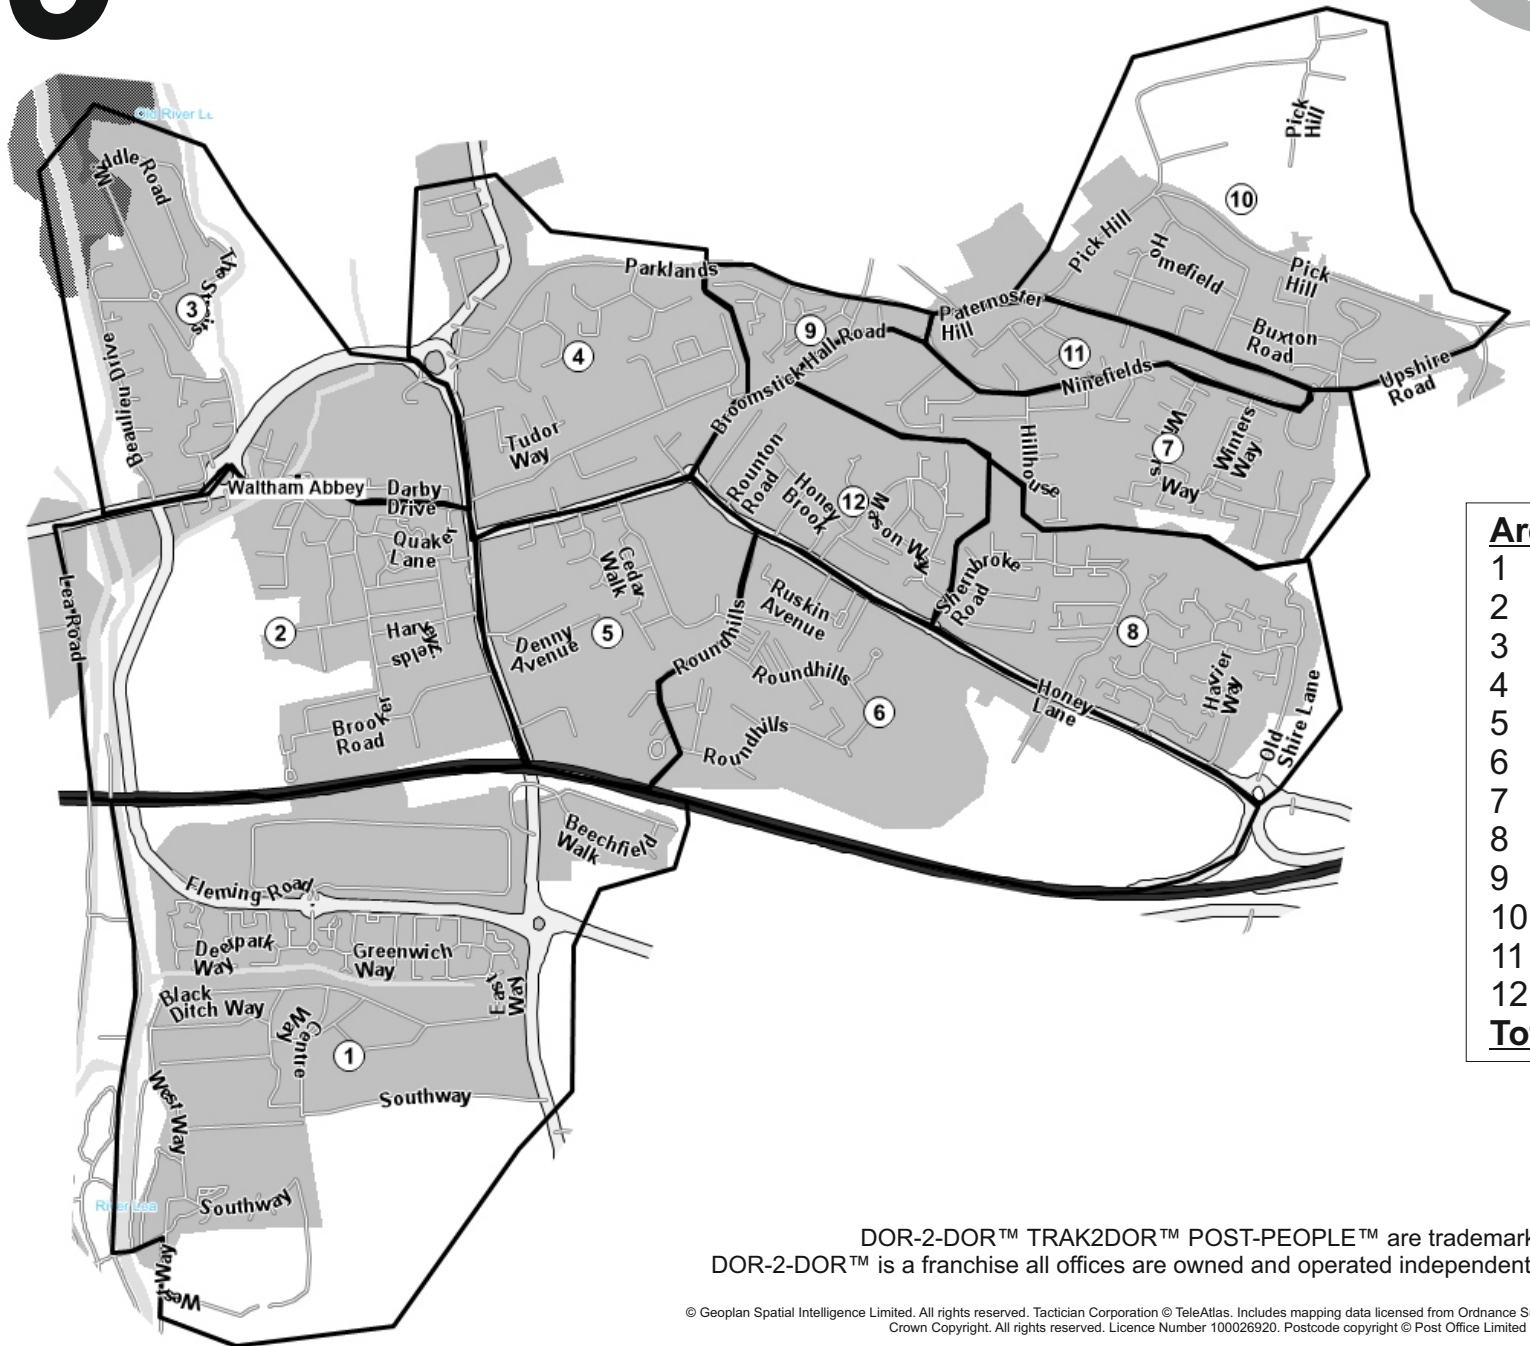 Old River Le
Middle Road
The Straits
3
Beaulieu Drive
Parklands
4
Tudor
Way
9
Broomstick Hall Road
Paternoster
Hill
Pick Hill
Pick
Hill
10
Homefield
Pick
Hill
Buxton
Road
Upshire
Road
11
Ninefields
Hillhouse
7
Winters
Way
Winters
Way
Waltham Abbey
Darby
Drive
Quaker
Lane
Lea Road
2
Harveyfields
Brooker
Road
Cedar
Walk
Denny
Avenue
5
Rounton
Road
Honey
Brook
12
Mason Way
Shernbroke
Road
8
Havier
Way
Old
Shire Lane
Honey
Lane
Ruskin
Avenue
Roundhills
Roundhills
Roundhills
6
Beechfield
Walk
Fleming Road
Deerpark
Way
Greenwich
Way
East
Way
Black
Ditch Way
Centre
Way
1
West Way
Southway
Southway
River Lea
West Way
Are
1
2
3
4
5
6
7
8
9
10
11
12
To
DOR-2-DOR™ TRAK2DOR™ POST-PEOPLE™ are trademark
DOR-2-DOR™ is a franchise all offices are owned and operated independent
© Geoplan Spatial Intelligence Limited. All rights reserved. Tactician Corporation © TeleAtlas. Includes mapping data licensed from Ordnance S
Crown Copyright. All rights reserved. Licence Number 100026920. Postcode copyright © Post Office Limited